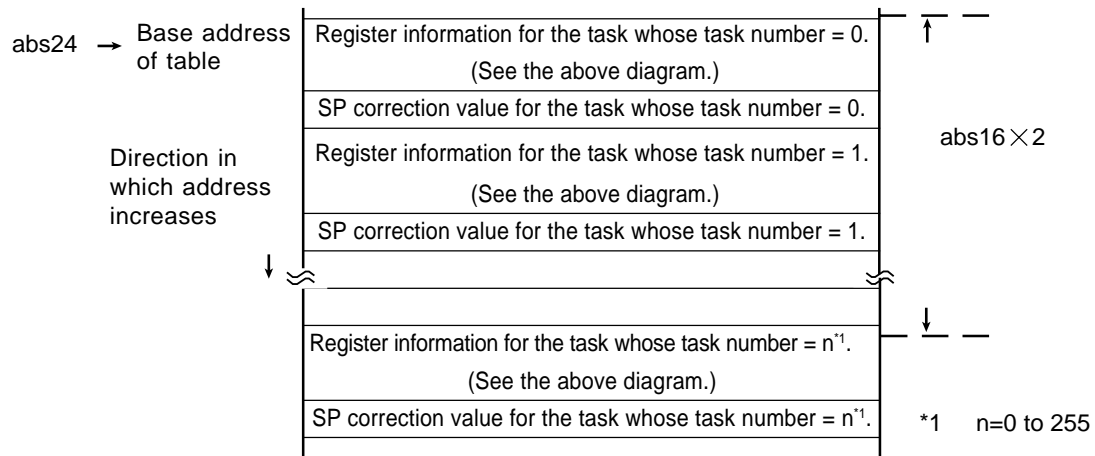 abs24 → Base address
of table
Register information for the task whose task number = 0.
(See the above diagram.)
SP correction value for the task whose task number = 0.
Direction in
which address
increases
Register information for the task whose task number = 1.
(See the above diagram.)
SP correction value for the task whose task number = 1.
abs16×2
Register information for the task whose task number = n*1.
(See the above diagram.)
SP correction value for the task whose task number = n*1.
*1 n=0 to 255